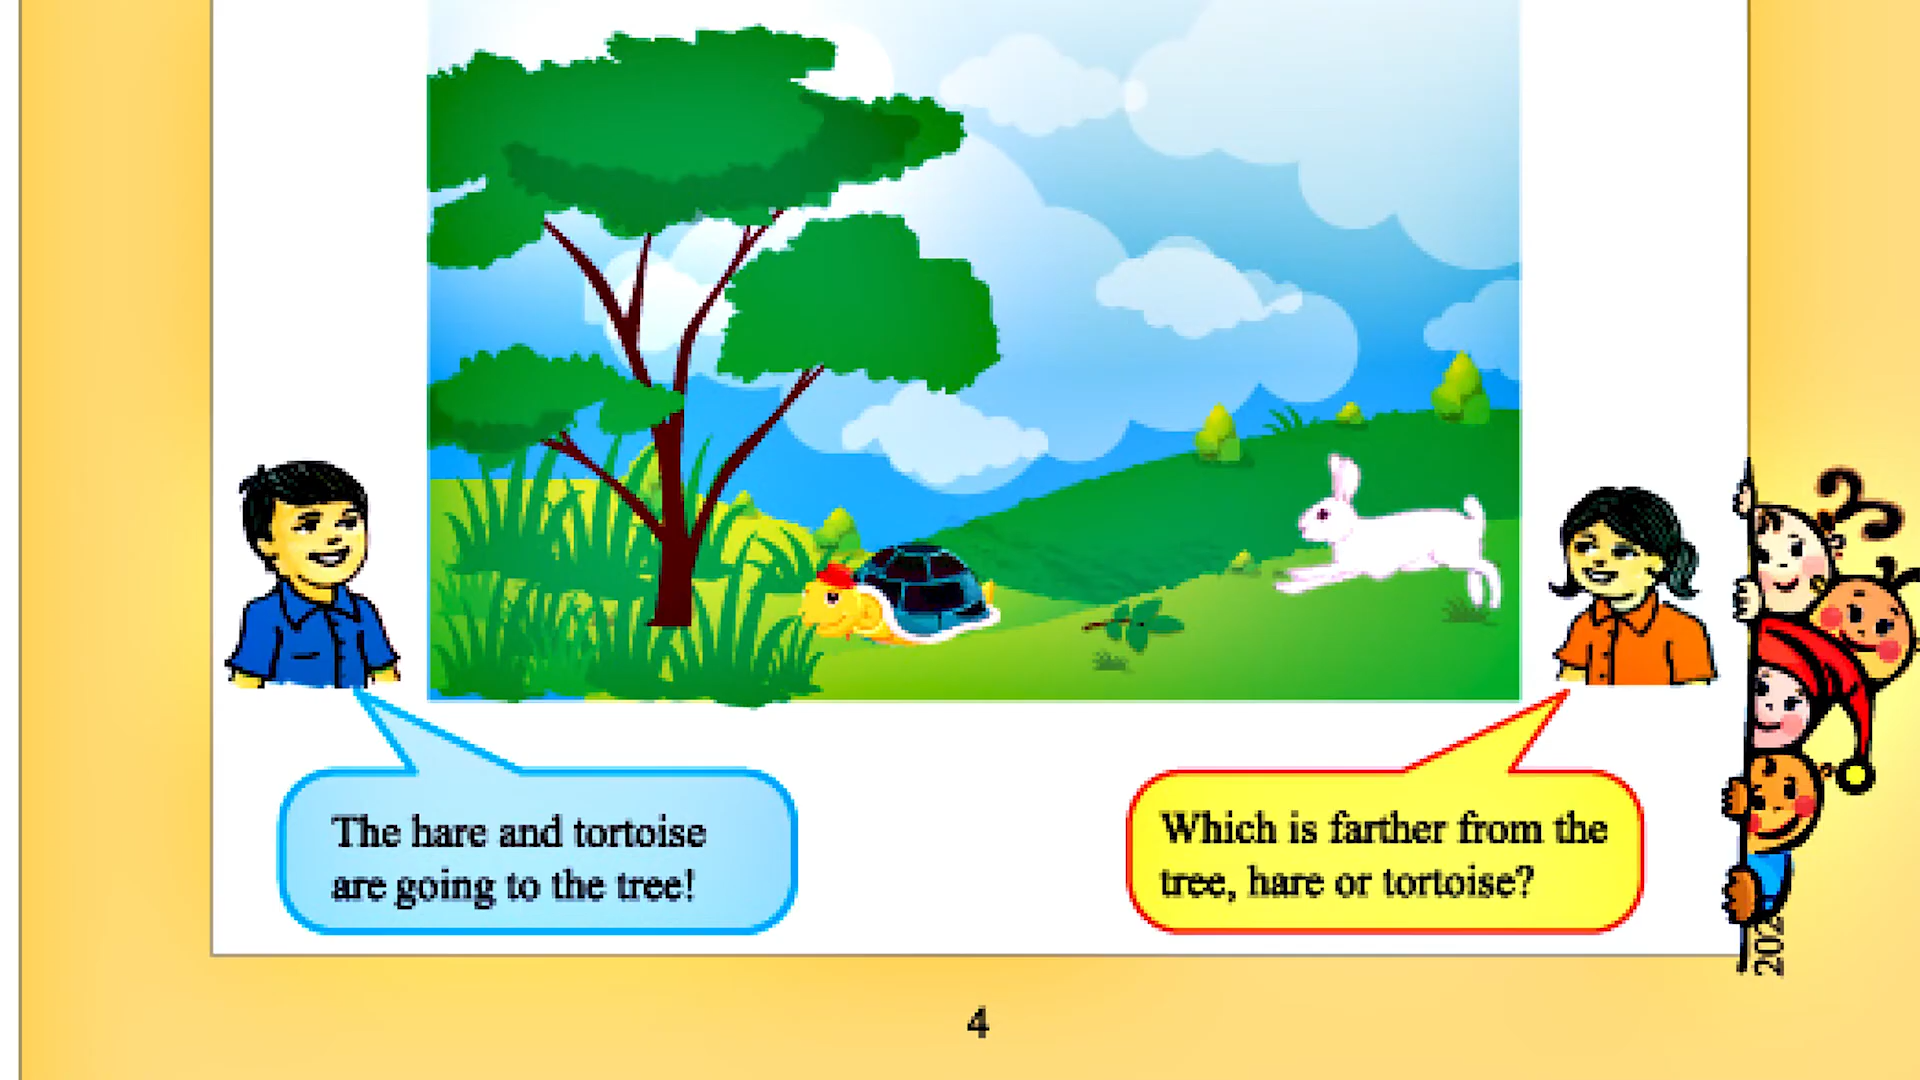 The hare and tortoise
are going to the tree!
Which is farther from the
tree, hare or tortoise?
4